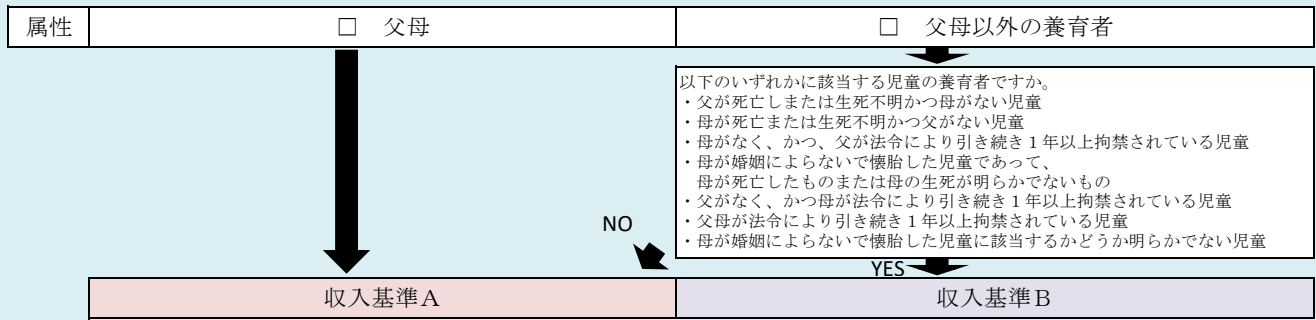 属性 □ 父母 □ 父母以外の養育者
以下のいずれかに該当する児童の養育者ですか。
・父が死亡しまたは生死不明かつ母がない児童
・母が死亡または生死不明かつ父がない児童
・母がなく、かつ、父が法令により引き続き１年以上拘禁されている児童
・母が婚姻によらないで懐胎した児童であって、
母が死亡したものまたは母の生死が明らかでないもの
・父がなく、かつ母が法令により引き続き１年以上拘禁されている児童
・父母が法令により引き続き１年以上拘禁されている児童
・母が婚姻によらないで懐胎した児童に該当するかどうか明らかでない児童
NO
YES
収入基準Ａ 収入基準Ｂ